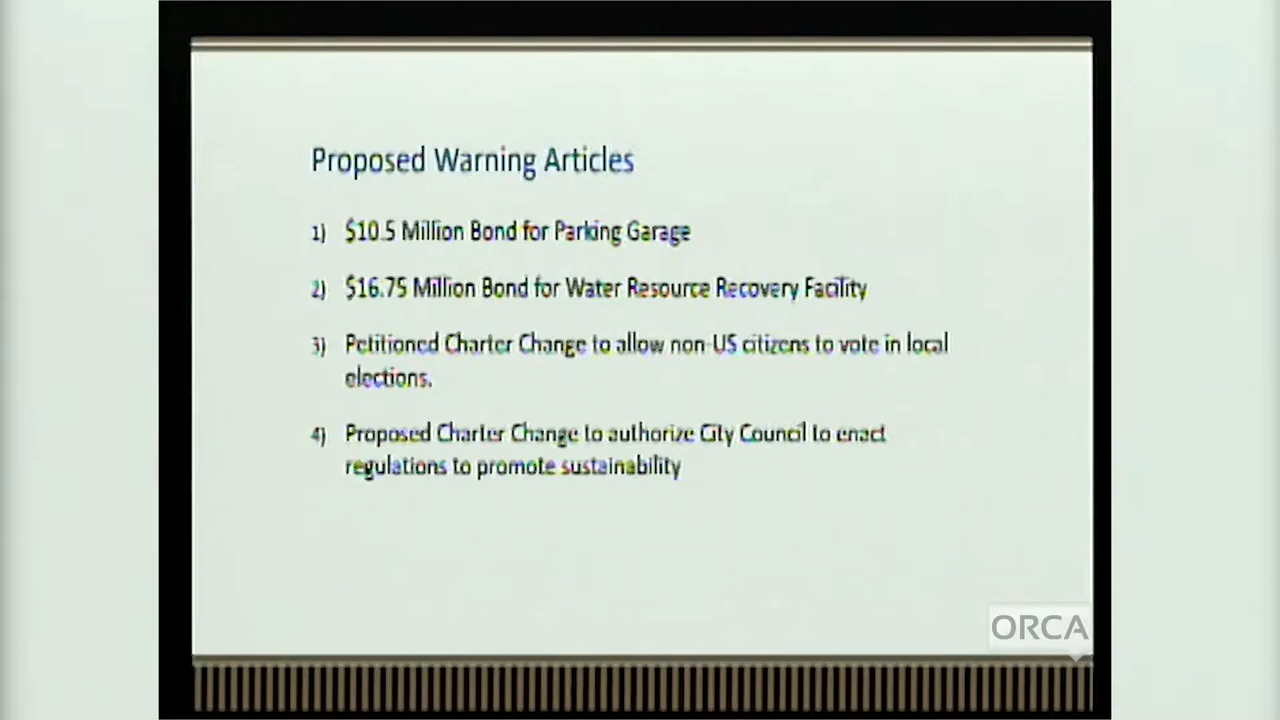 Proposed Warning Articles
1) $10.5 Million Bond for Parking Garage
2) $16.75 Million Bond for Water Resource Recovery Facility
3) Petitioned Charter Change to allow non-US citizens to vote in local
elections.
4) Proposed Charter Change to authorize City Council to enact
regulations to promote sustainability
ORCA